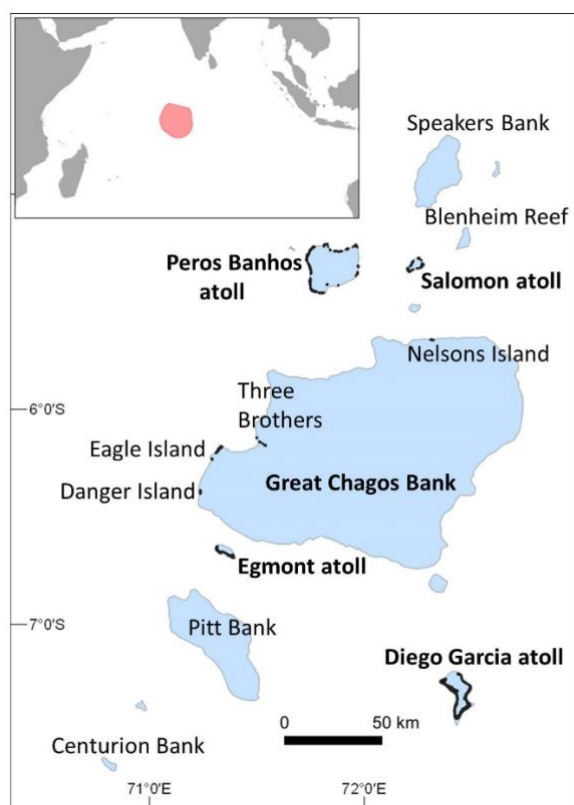 Speakers Bank
Blenheim Reef
Peros Banhos
atoll
Salomon atoll
Nelsons Island
Three
Brothers
6°0'S
Eagle Island
Great Chagos Bank
Danger Island
Egmont atoll
7°0'S
Pitt Bank
Diego Garcia atoll
0 50 km
Centurion Bank
71°0'E 72°0'E